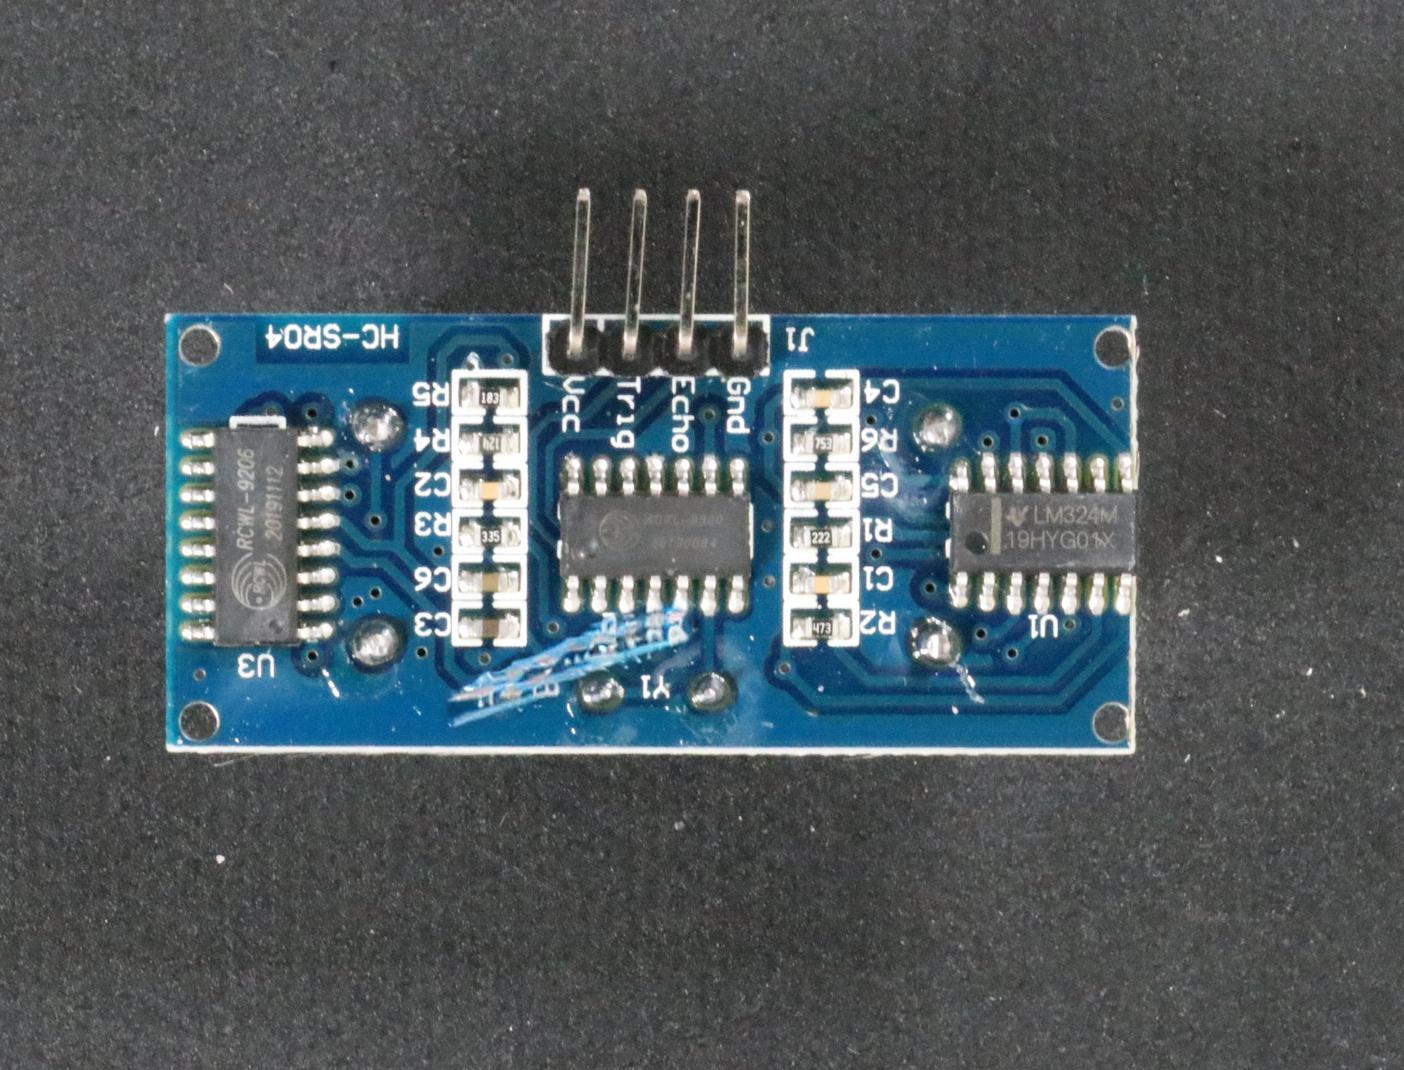 HC-SR04
J1
Vcc
Trig
Echo
Gnd
R5
103
R4
C2
R3
335
C6
C3
C4
R6
753
C5
R1
222
C1
R2
473
RCWL-9206
20191112
RCWL
U3
LM324M
19HYG01X
U1
Y1